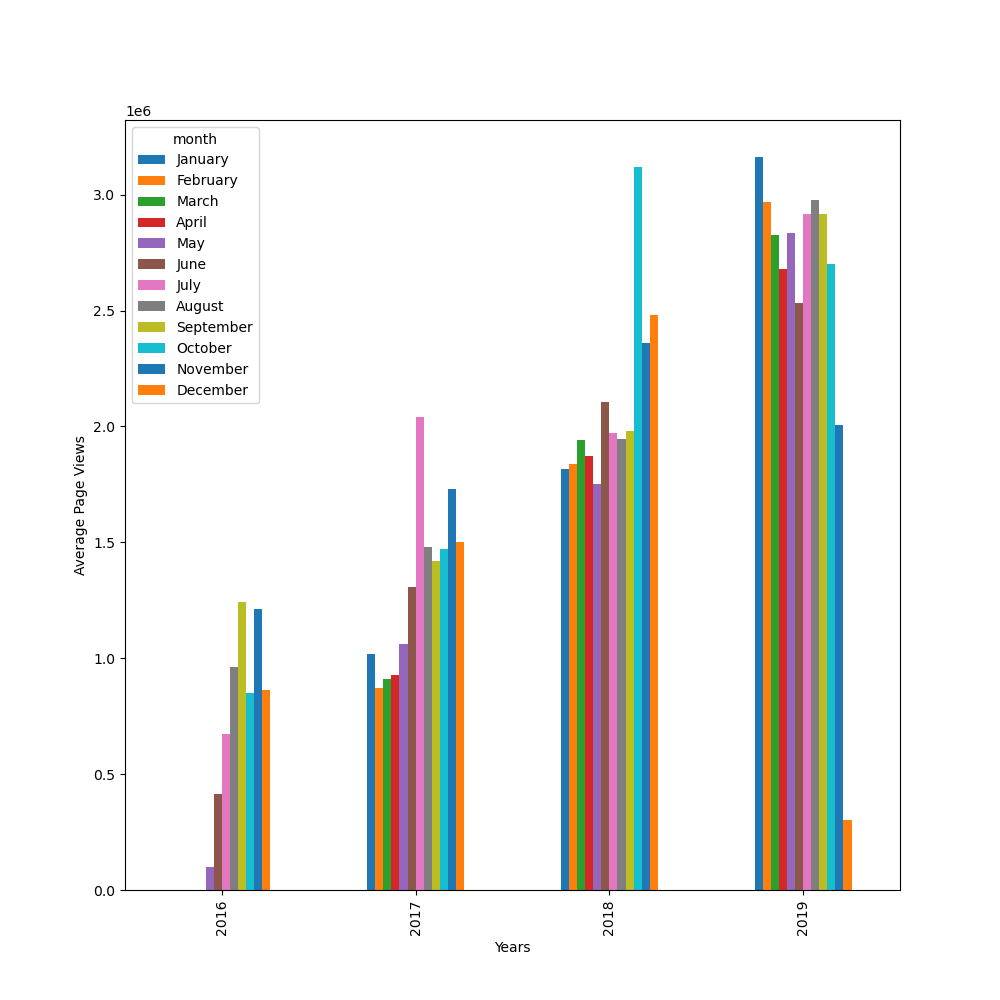 1e6
month
January
February
March
April
May
June
July
August
September
October
November
December
3.0
2.5
2.0
1.5
1.0
0.5
0.0
Average Page Views
2016
2017
2018
2019
Years